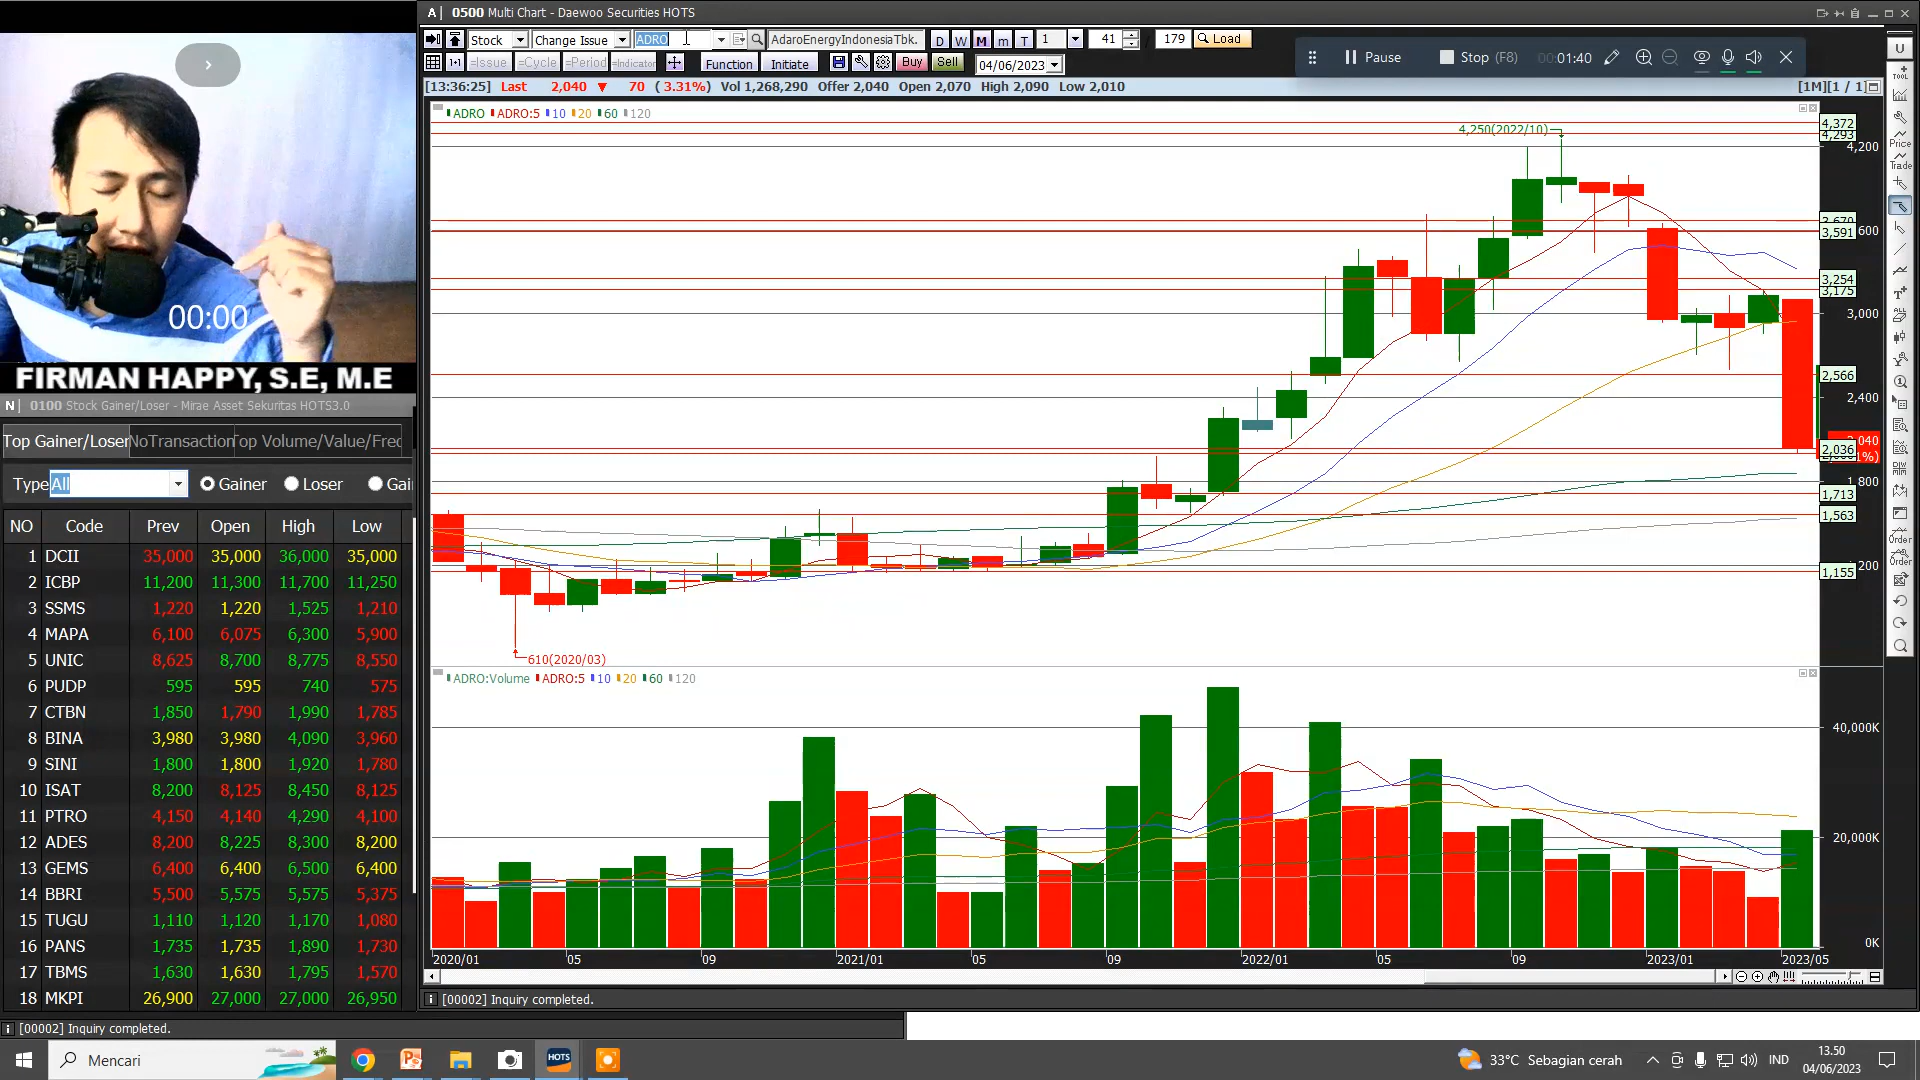 A| 0500 Multi Chart - Daewoo Securities HOTS
Stock Change Issue ADRO AdaroEnergyIndonesiaTbk. D W M m T 1 41 179 Load
=Issue =Cycle =Period =Indicator Function Initiate Buy Sell 04/06/2023
Pause Stop (F8) 00:01:40
[13:36:25] Last 2,040 ▼ 70 ( 3.31%) Vol 1,268,290 Offer 2,040 Open 2,070 High 2,090 Low 2,010 [1M][1 / 1]
ADRO ADRO:5 10 20 60 120
4,250(2022/10)
4,372
4,293
4,200
3,670
3,591
3,254
3,175
3,000
2,566
2,400
2,036
1,800
1,713
1,563
1,155
610(2020/03)
ADRO:Volume ADRO:5 10 20 60 120
40,000K
20,000K
0K
2020/01 05 09 2021/01 05 09 2022/01 05 09 2023/01 2023/05
[00002] Inquiry completed.
U
TOOL
Price
Trade
Order
Order
00:00
FIRMAN HAPPY, S.E, M.E
N| 0100 Stock Gainer/Loser - Mirae Asset Sekuritas HOTS3.0
Top Gainer/Loser NoTransaction Top Volume/Value/Freq
Type All Gainer Loser Gai
NO Code Prev Open High Low
1 DCII 35,000 35,000 36,000 35,000
2 ICBP 11,200 11,300 11,700 11,250
3 SSMS 1,220 1,220 1,525 1,210
4 MAPA 6,100 6,075 6,300 5,900
5 UNIC 8,625 8,700 8,775 8,550
6 PUDP 595 595 740 575
7 CTBN 1,850 1,790 1,990 1,785
8 BINA 3,980 3,980 4,090 3,960
9 SINI 1,800 1,800 1,920 1,780
10 ISAT 8,200 8,125 8,450 8,125
11 PTRO 4,150 4,140 4,290 4,100
12 ADES 8,200 8,225 8,300 8,200
13 GEMS 6,400 6,400 6,500 6,400
14 BBRI 5,500 5,575 5,575 5,375
15 TUGU 1,110 1,120 1,170 1,080
16 PANS 1,735 1,735 1,890 1,730
17 TBMS 1,630 1,630 1,795 1,570
18 MKPI 26,900 27,000 27,000 26,950
[00002] Inquiry completed.
Mencari
HOTS
33°C Sebagian cerah IND 13.50
04/06/2023